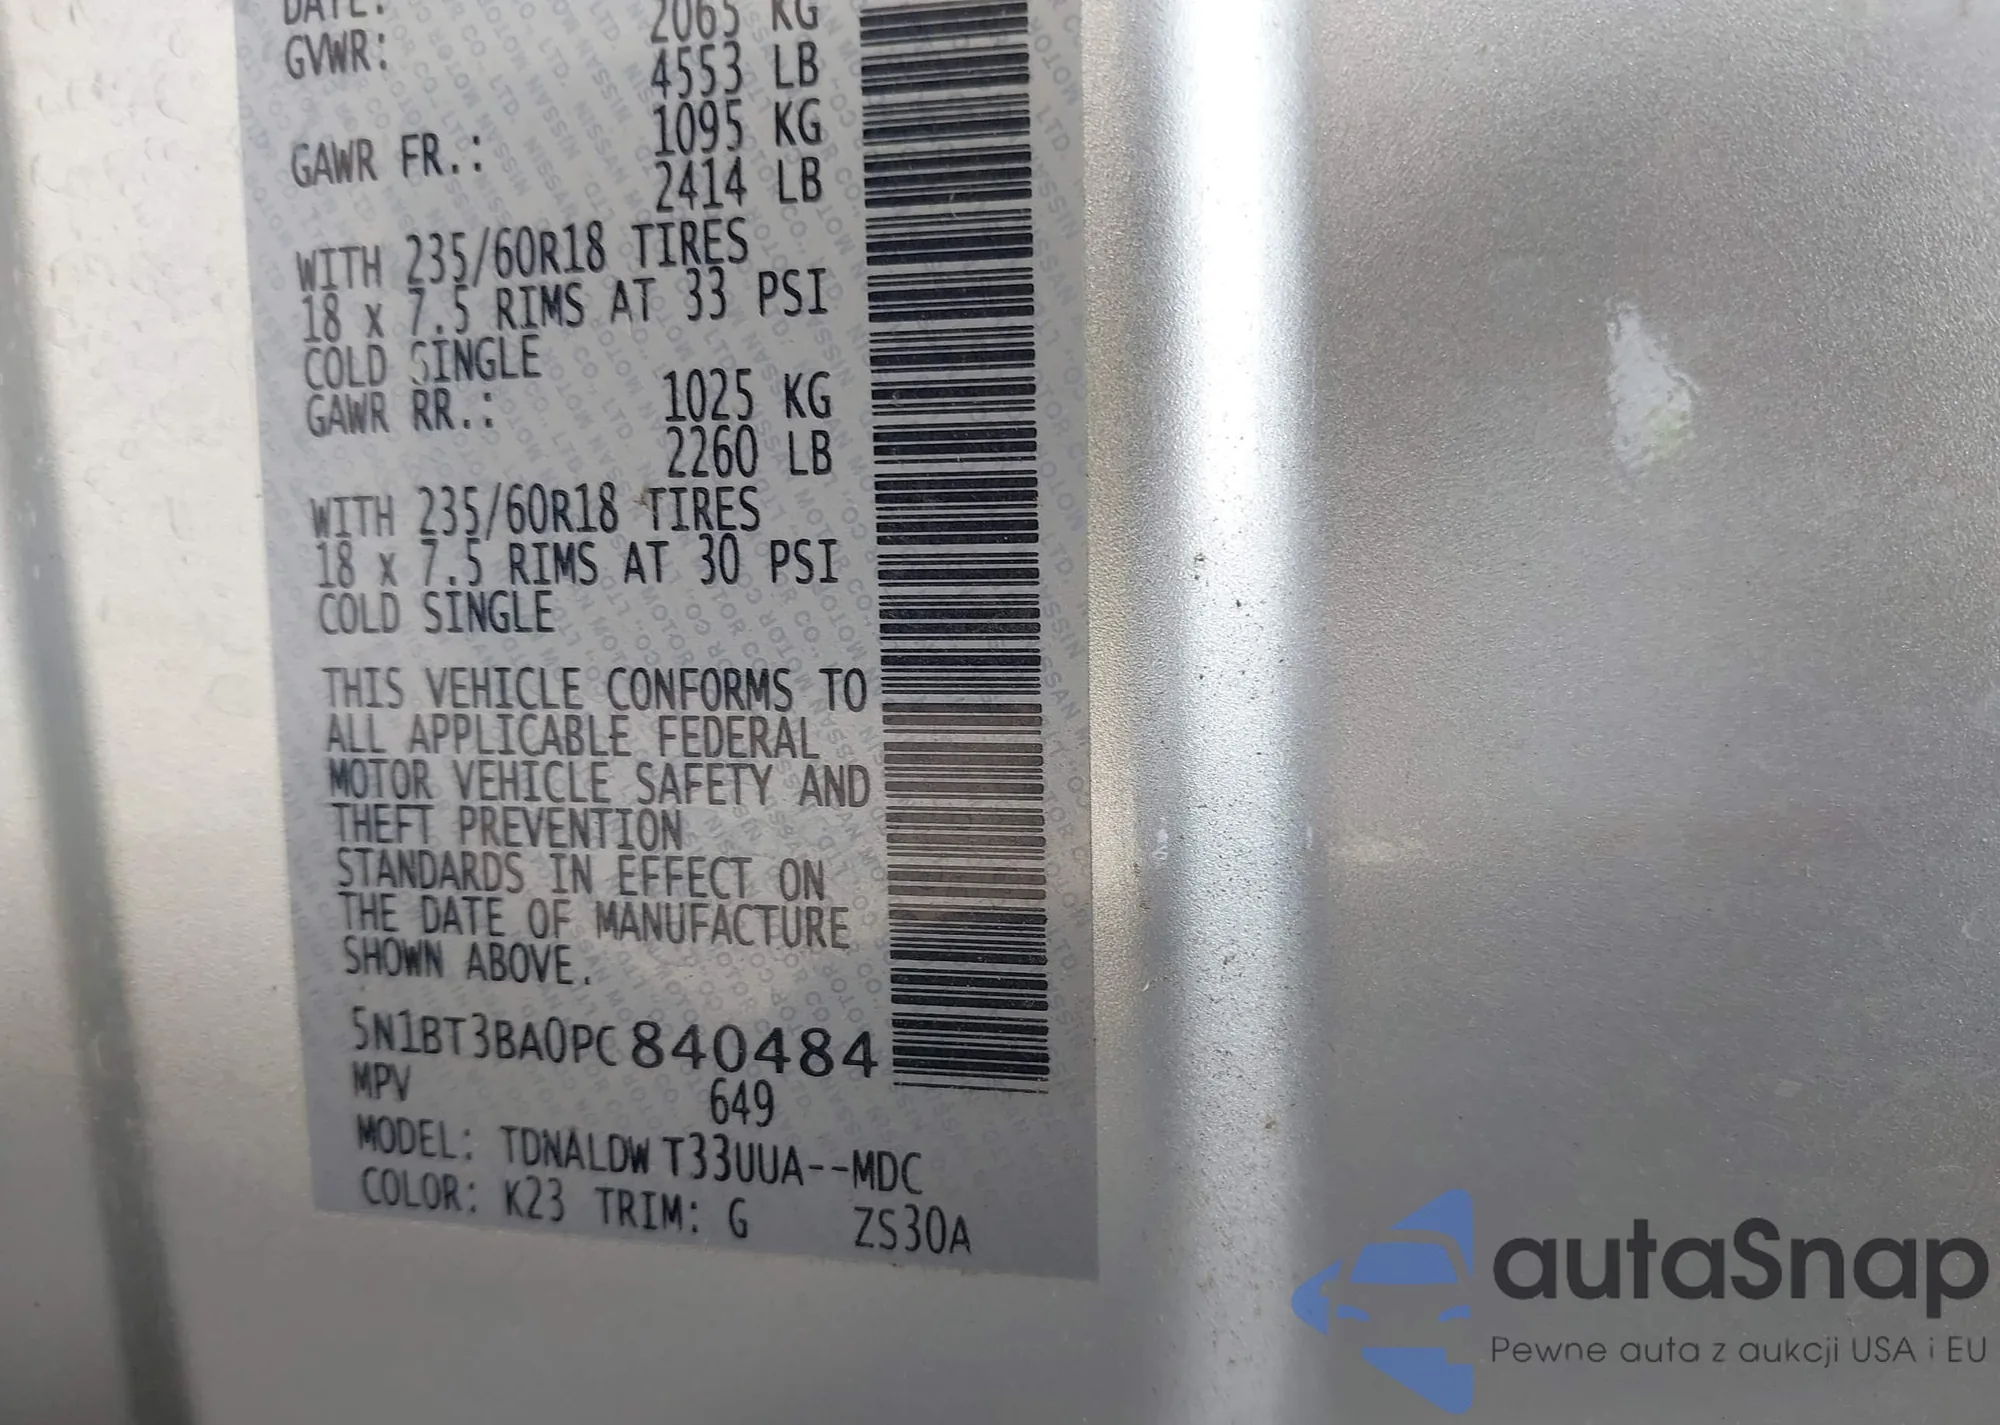 DATE:
GVWR: 2065 KG
4553 LB
GAWR FR.: 1095 KG
2414 LB
WITH 235/60R18 TIRES
18 x 7.5 RIMS AT 33 PSI
COLD SINGLE
GAWR RR.: 1025 KG
2260 LB
WITH 235/60R18 TIRES
18 x 7.5 RIMS AT 30 PSI
COLD SINGLE
THIS VEHICLE CONFORMS TO
ALL APPLICABLE FEDERAL
MOTOR VEHICLE SAFETY AND
THEFT PREVENTION
STANDARDS IN EFFECT ON
THE DATE OF MANUFACTURE
SHOWN ABOVE.
5N1BT3BA0PC840484
MPV 649
MODEL: TDNALDW T33UUA--MDC
COLOR: K23 TRIM: G ZS30A
autaSnap
Pewne auta z aukcji USA i EU